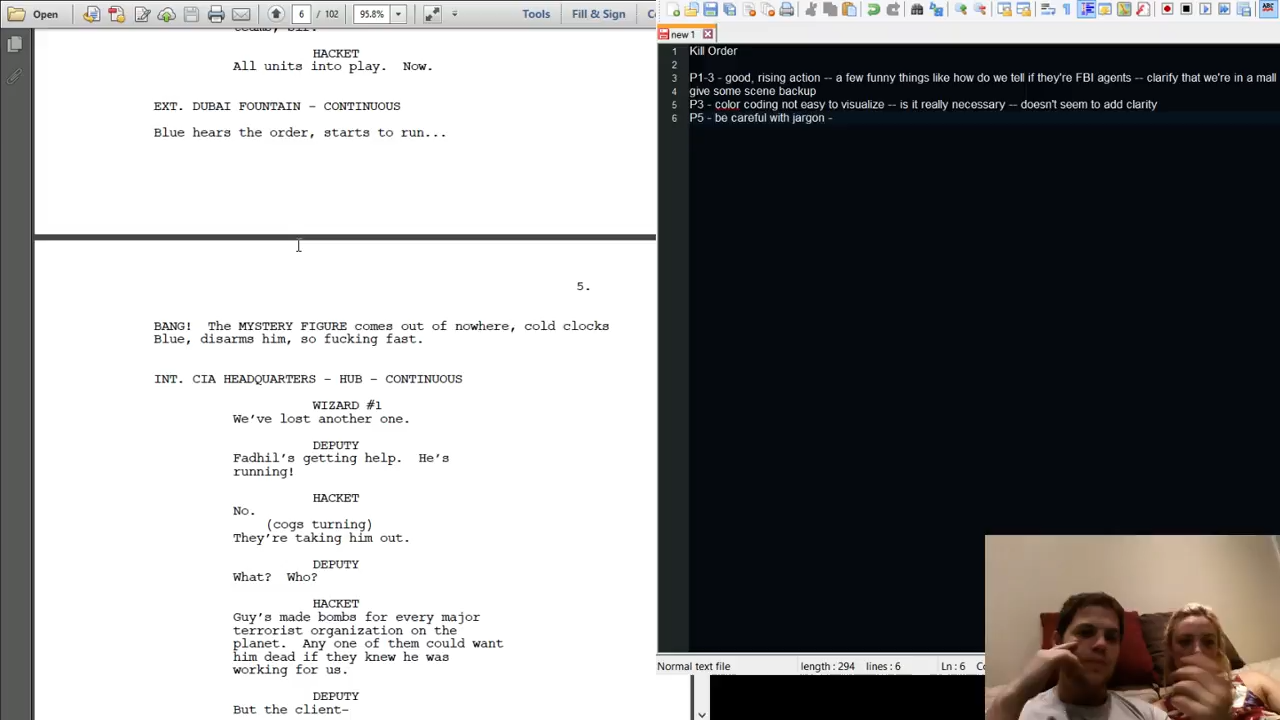 Open
6
/ 102
95.8%
Tools
Fill & Sign
HACKET
All units into play. Now.
EXT. DUBAI FOUNTAIN – CONTINUOUS
Blue hears the order, starts to run...
5.
BANG! The MYSTERY FIGURE comes out of nowhere, cold clocks
Blue, disarms him, so fucking fast.
INT. CIA HEADQUARTERS – HUB – CONTINUOUS
WIZARD #1
We've lost another one.
DEPUTY
Fadhil's getting help. He's
running!
HACKET
No.
(cogs turning)
They're taking him out.
DEPUTY
What? Who?
HACKET
Guy's made bombs for every major
terrorist organization on the
planet. Any one of them could want
him dead if they knew he was
working for us.
DEPUTY
But the client–
new 1
1 Kill Order
2
3 P1-3 - good, rising action -- a few funny things like how do we tell if they're FBI agents -- clarify that we're in a mall
4 give some scene backup
5 P3 - color coding not easy to visualize -- is it really necessary -- doesn't seem to add clarity
6 P5 - be careful with jargon -
Normal text file
length : 294
lines : 6
Ln : 6
ABC